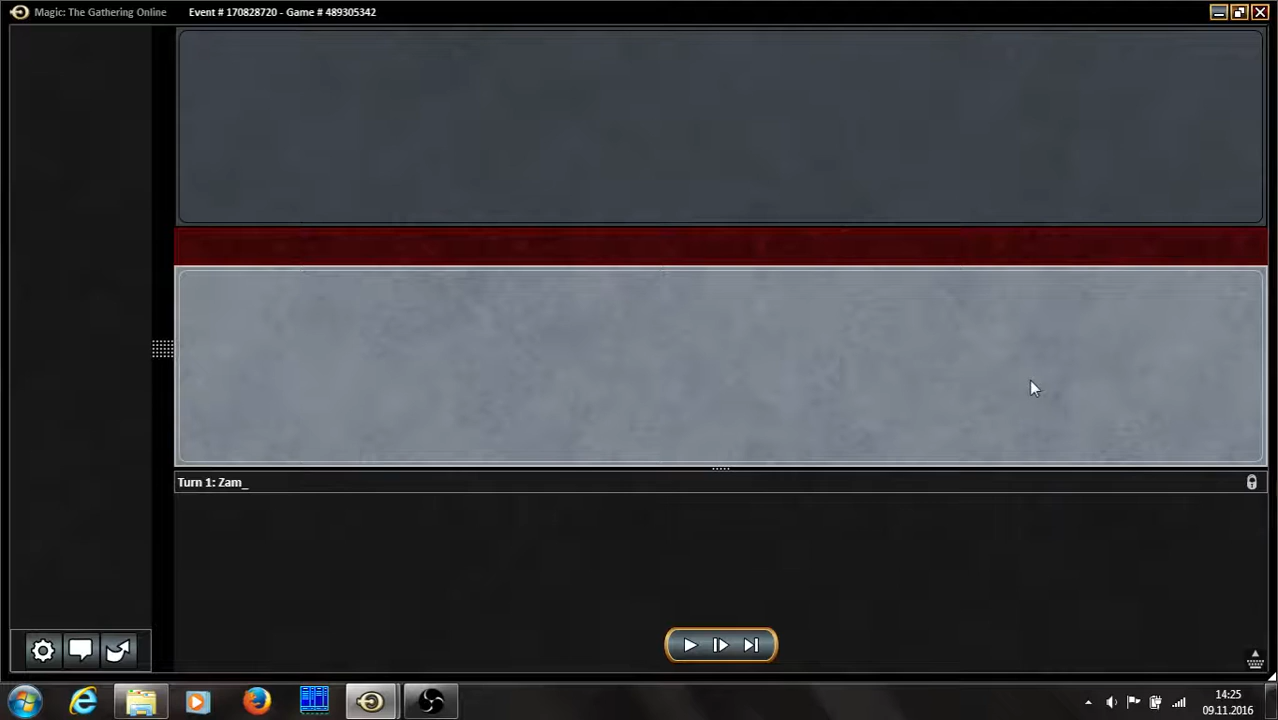 Magic: The Gathering Online Event # 170828720 - Game # 489305342
Turn 1: Zam_
14:25
09.11.2016